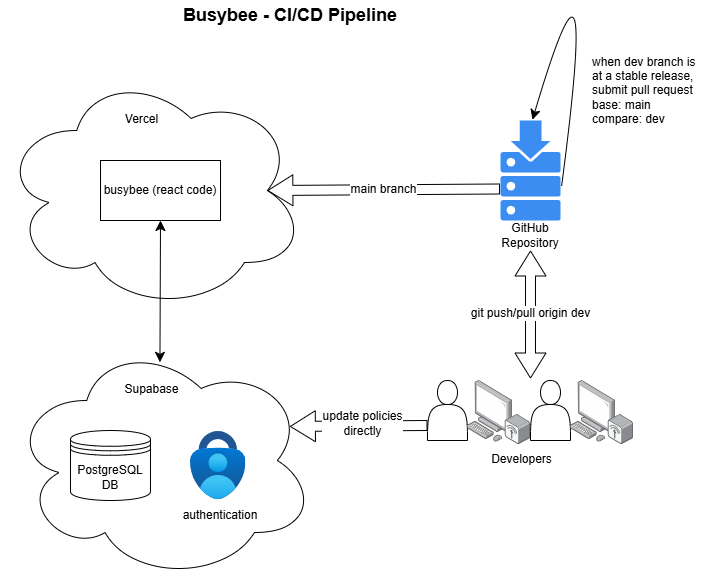 Busybee - CI/CD Pipeline
when dev branch is
at a stable release,
submit pull request
base: main
compare: dev
Vercel
busybee (react code)
main branch
GitHub
Repository
git push/pull origin dev
Supabase
PostgreSQL
DB
authentication
update policies
directly
Developers